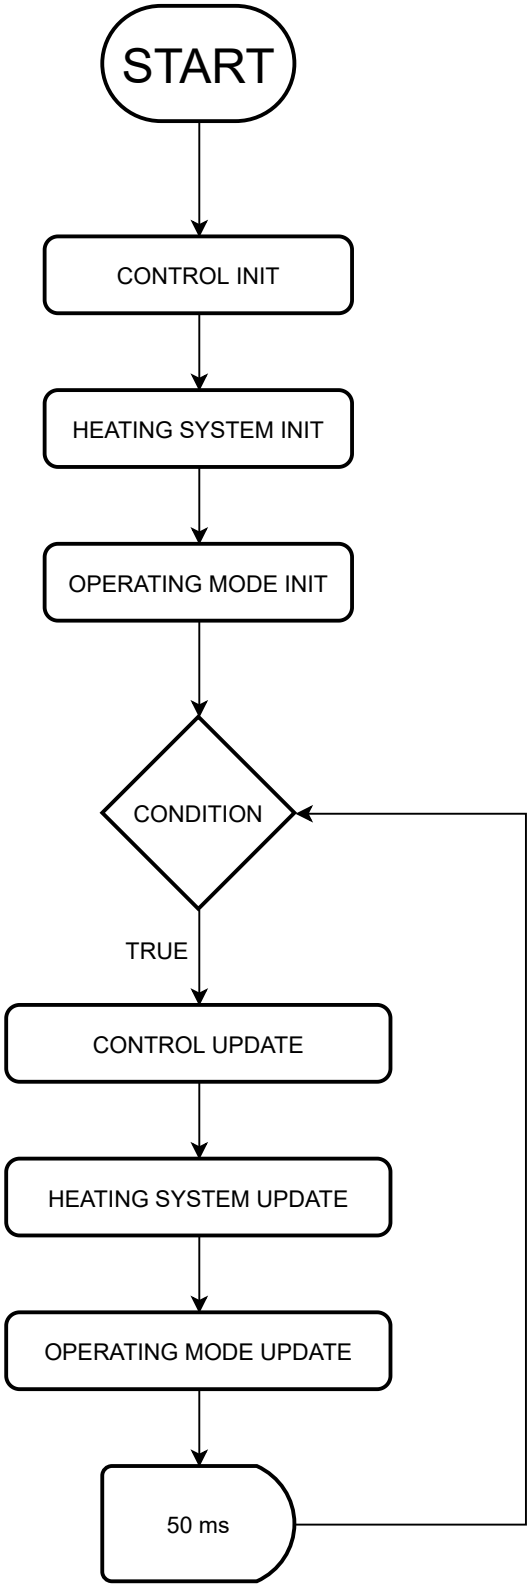 START
CONTROL INIT
HEATING SYSTEM INIT
OPERATING MODE INIT
CONDITION
TRUE
CONTROL UPDATE
HEATING SYSTEM UPDATE
OPERATING MODE UPDATE
50 ms